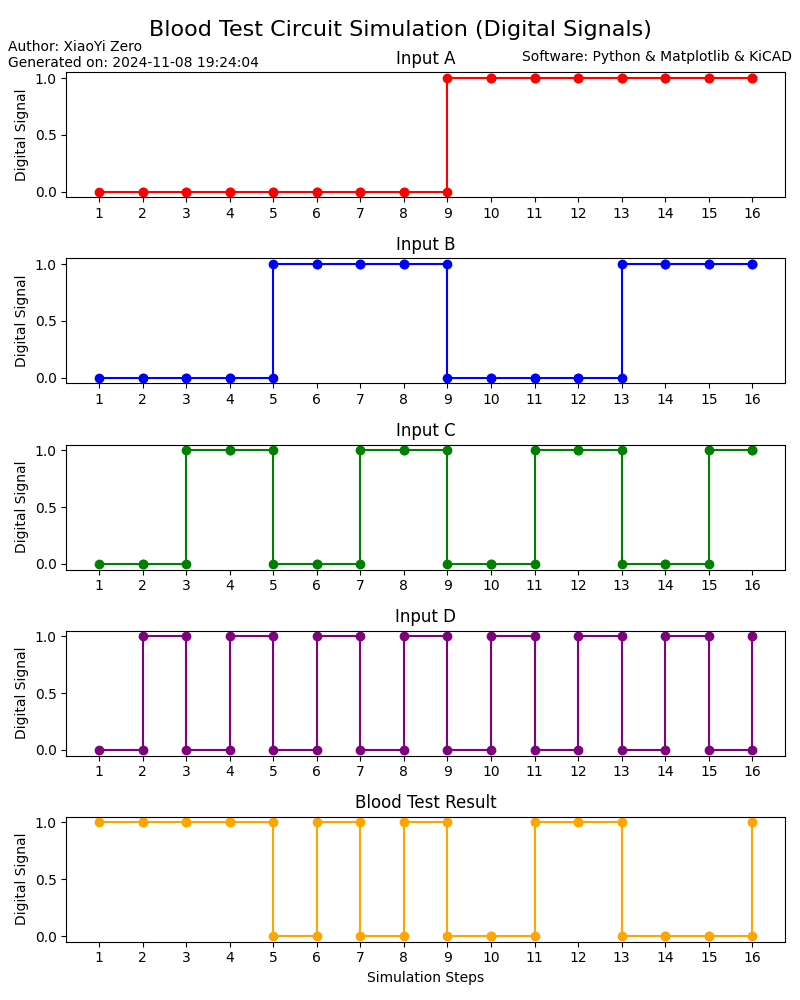 Blood Test Circuit Simulation (Digital Signals)
Author: XiaoYi Zero
Generated on: 2024-11-08 19:24:04
Software: Python & Matplotlib & KiCAD
Input A
Digital Signal
1.0
0.5
0.0
1 2 3 4 5 6 7 8 9 10 11 12 13 14 15 16
Input B
Digital Signal
1.0
0.5
0.0
1 2 3 4 5 6 7 8 9 10 11 12 13 14 15 16
Input C
Digital Signal
1.0
0.5
0.0
1 2 3 4 5 6 7 8 9 10 11 12 13 14 15 16
Input D
Digital Signal
1.0
0.5
0.0
1 2 3 4 5 6 7 8 9 10 11 12 13 14 15 16
Blood Test Result
Digital Signal
1.0
0.5
0.0
1 2 3 4 5 6 7 8 9 10 11 12 13 14 15 16
Simulation Steps